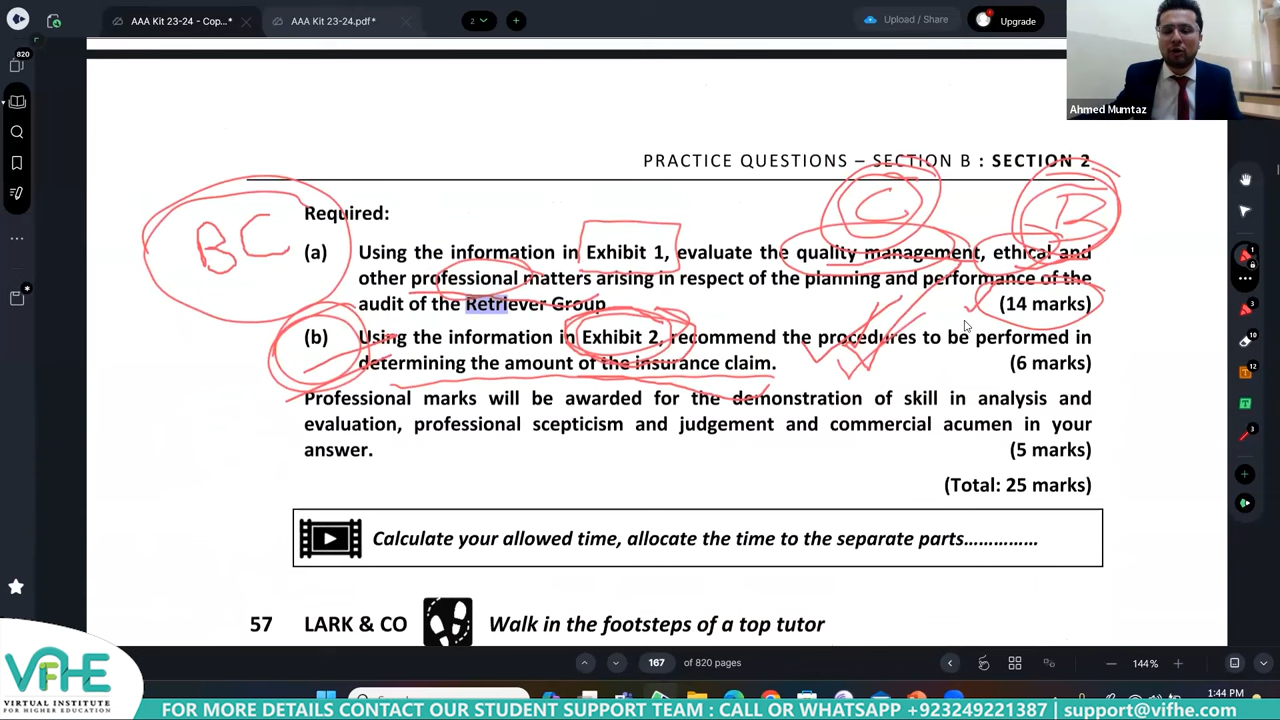 AAA Kit 23-24 - Cop...*
AAA Kit 23-24.pdf*
2
Upload / Share
Upgrade
820
Ahmed Mumtaz
PRACTICE QUESTIONS – SECTION B : SECTION 2
C
B
BC
Required:
(a) Using the information in Exhibit 1, evaluate the quality management, ethical and
other professional matters arising in respect of the planning and performance of the
audit of the Retriever Group (14 marks)
(b) Using the information in Exhibit 2, recommend the procedures to be performed in
determining the amount of the insurance claim. (6 marks)
Professional marks will be awarded for the demonstration of skill in analysis and
evaluation, professional scepticism and judgement and commercial acumen in your
answer. (5 marks)
(Total: 25 marks)
Calculate your allowed time, allocate the time to the separate parts……………
57 LARK & CO Walk in the footsteps of a top tutor
167 of 820 pages
144%
1:44 PM
VFHE
VIRTUAL INSTITUTE
FOR HIGHER EDUCATION
FOR MORE DETAILS CONTACT OUR STUDENT SUPPORT TEAM : CALL OR WHATSAPP +923249221387 | support@vifhe.com